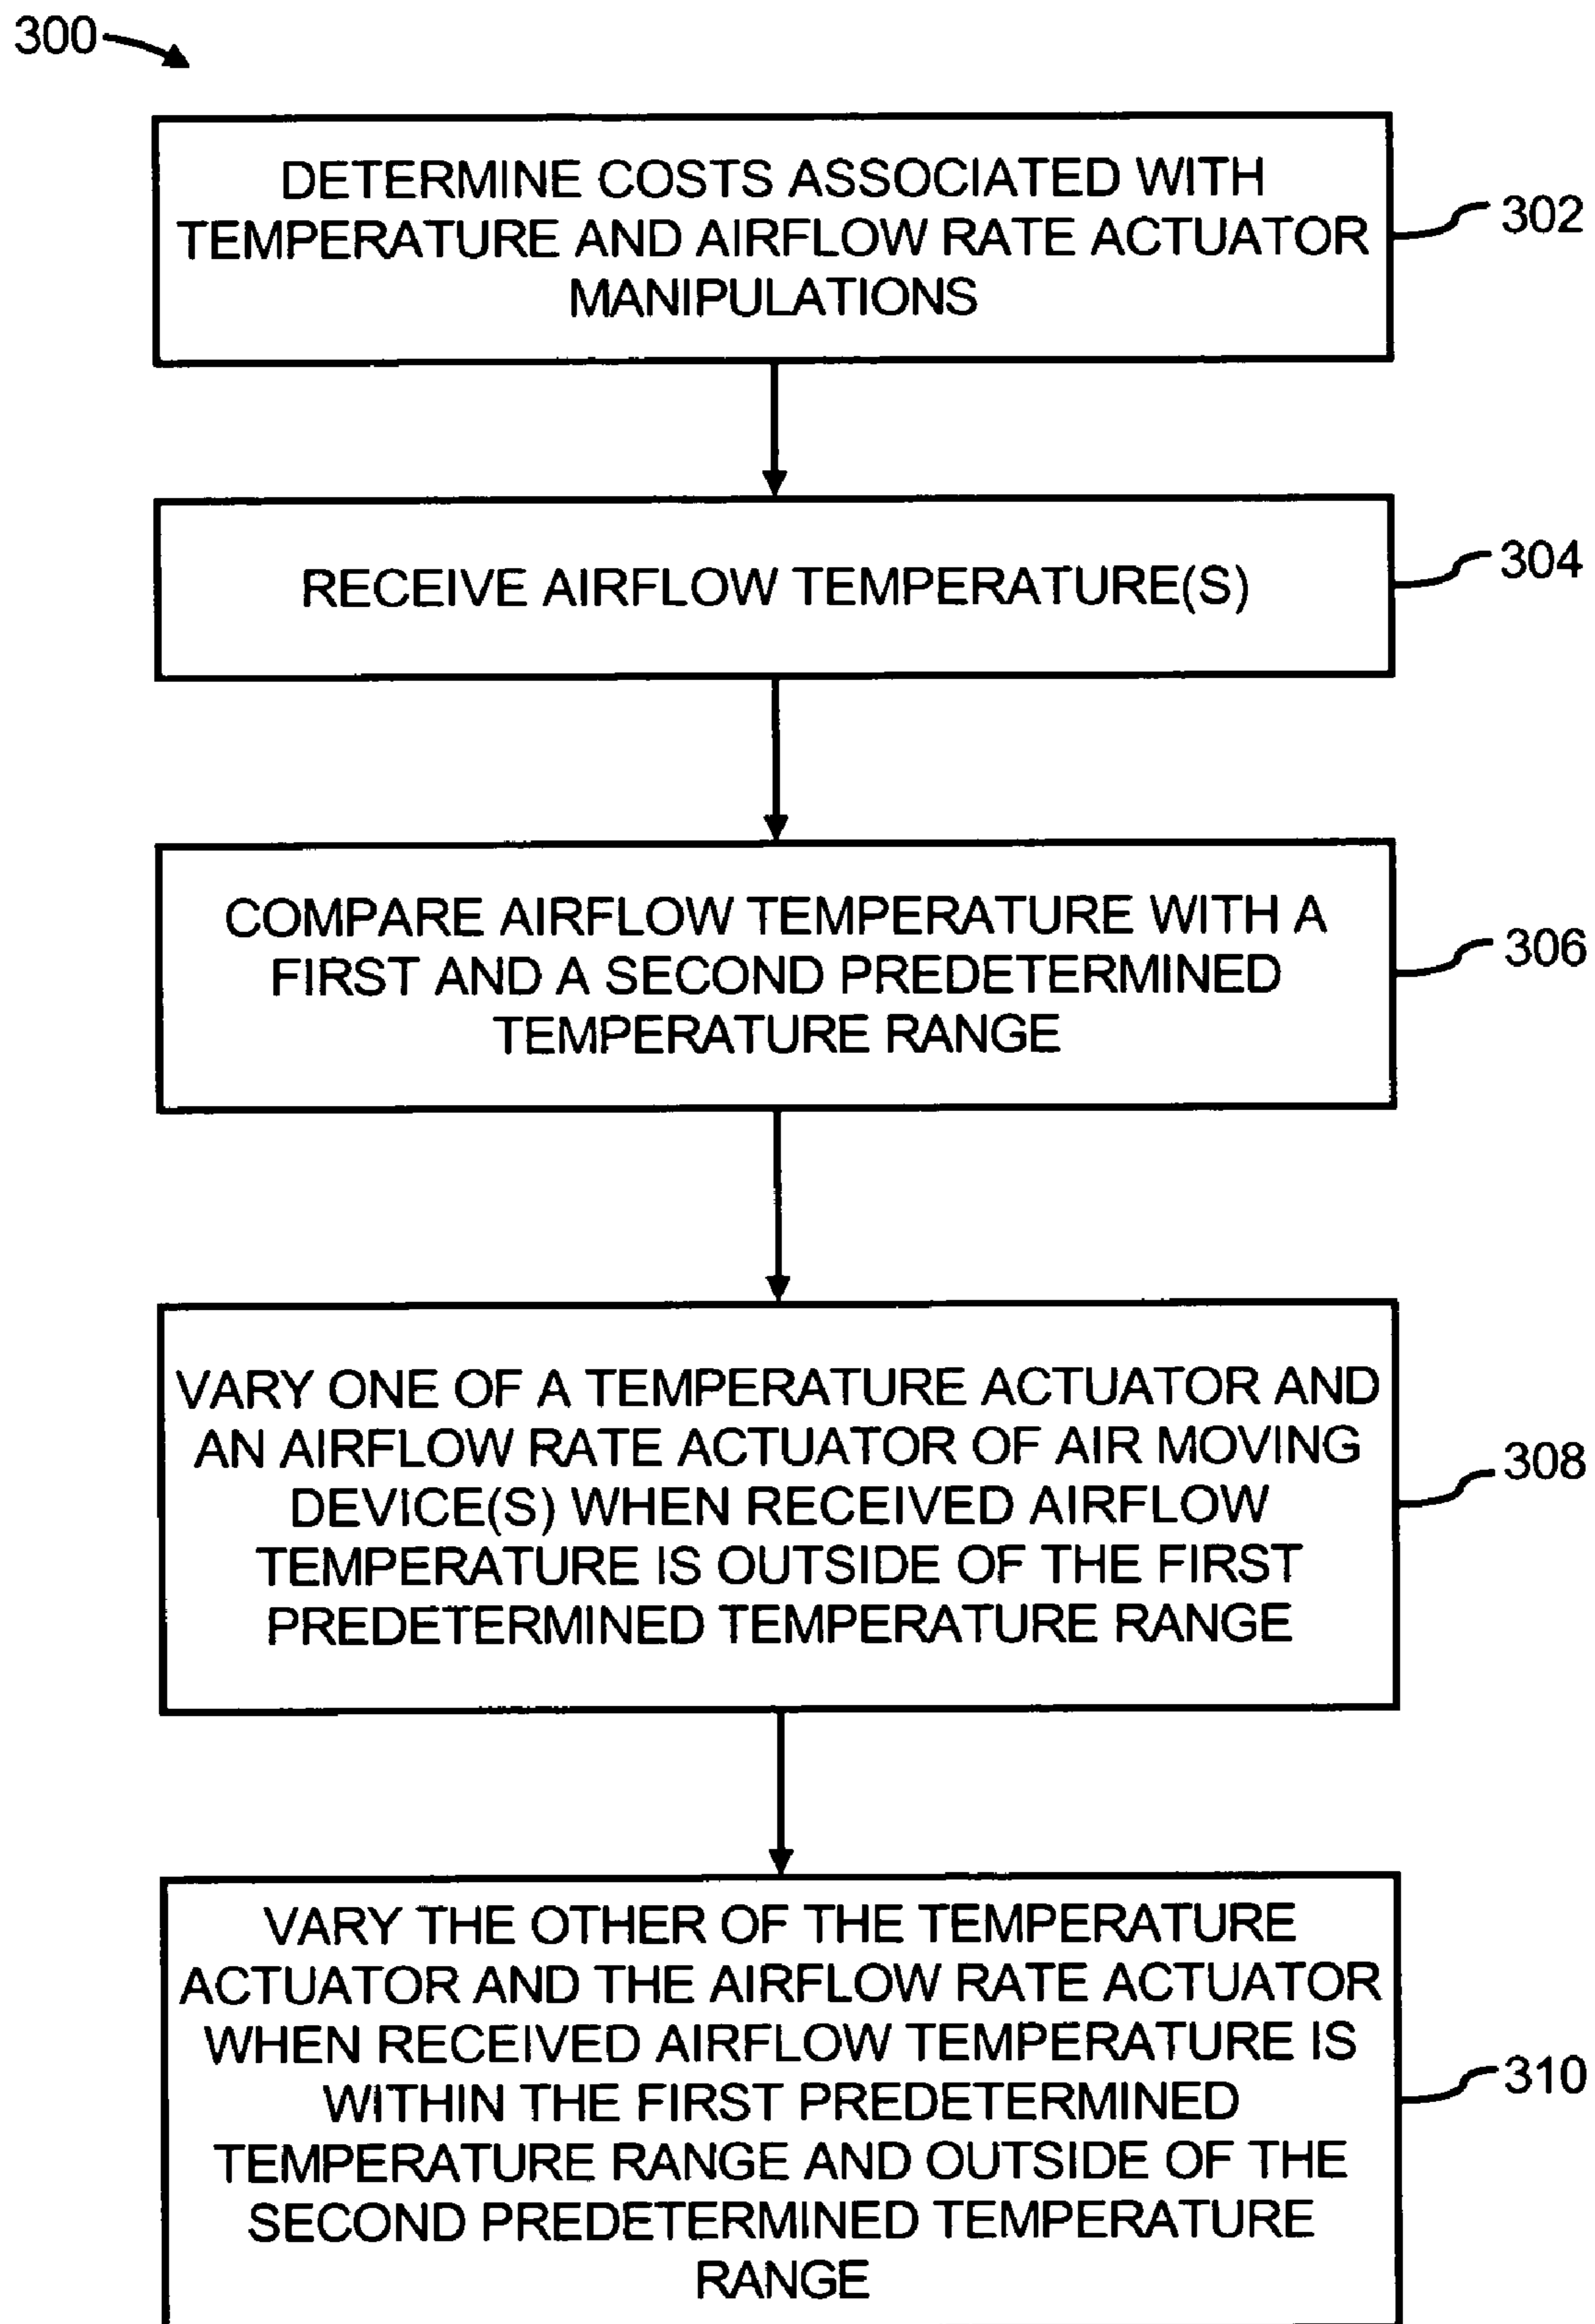 300
DETERMINE COSTS ASSOCIATED WITH
TEMPERATURE AND AIRFLOW RATE ACTUATOR
MANIPULATIONS
302
RECEIVE AIRFLOW TEMPERATURE(S)
304
COMPARE AIRFLOW TEMPERATURE WITH A
FIRST AND A SECOND PREDETERMINED
TEMPERATURE RANGE
306
VARY ONE OF A TEMPERATURE ACTUATOR AND
AN AIRFLOW RATE ACTUATOR OF AIR MOVING
DEVICE(S) WHEN RECEIVED AIRFLOW
TEMPERATURE IS OUTSIDE OF THE FIRST
PREDETERMINED TEMPERATURE RANGE
308
VARY THE OTHER OF THE TEMPERATURE
ACTUATOR AND THE AIRFLOW RATE ACTUATOR
WHEN RECEIVED AIRFLOW TEMPERATURE IS
WITHIN THE FIRST PREDETERMINED
TEMPERATURE RANGE AND OUTSIDE OF THE
SECOND PREDETERMINED TEMPERATURE
RANGE
310